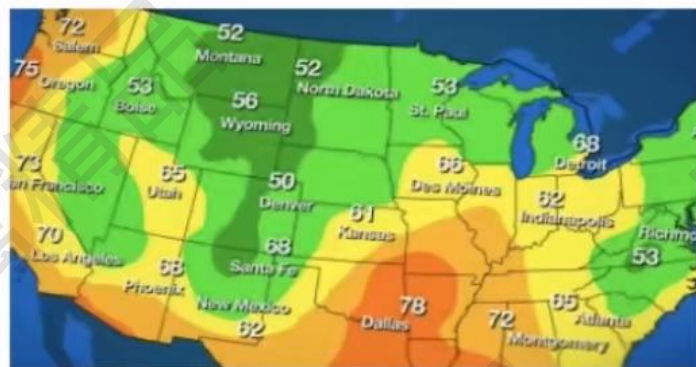 72
Salem
52
Montana
75
Oregon
53
Boise
52
North Dakota
53
St. Paul
56
Wyoming
68
Detroit
73
an Francisco
65
Utah
50
Denver
66
Des Moines
62
Indianapolis
61
Kansas
Richmo
53
70
Los Angeles
68
Phoenix
68
Santa Fe
New Mexico
62
78
Dallas
72
Montgomery
65
Atlanta